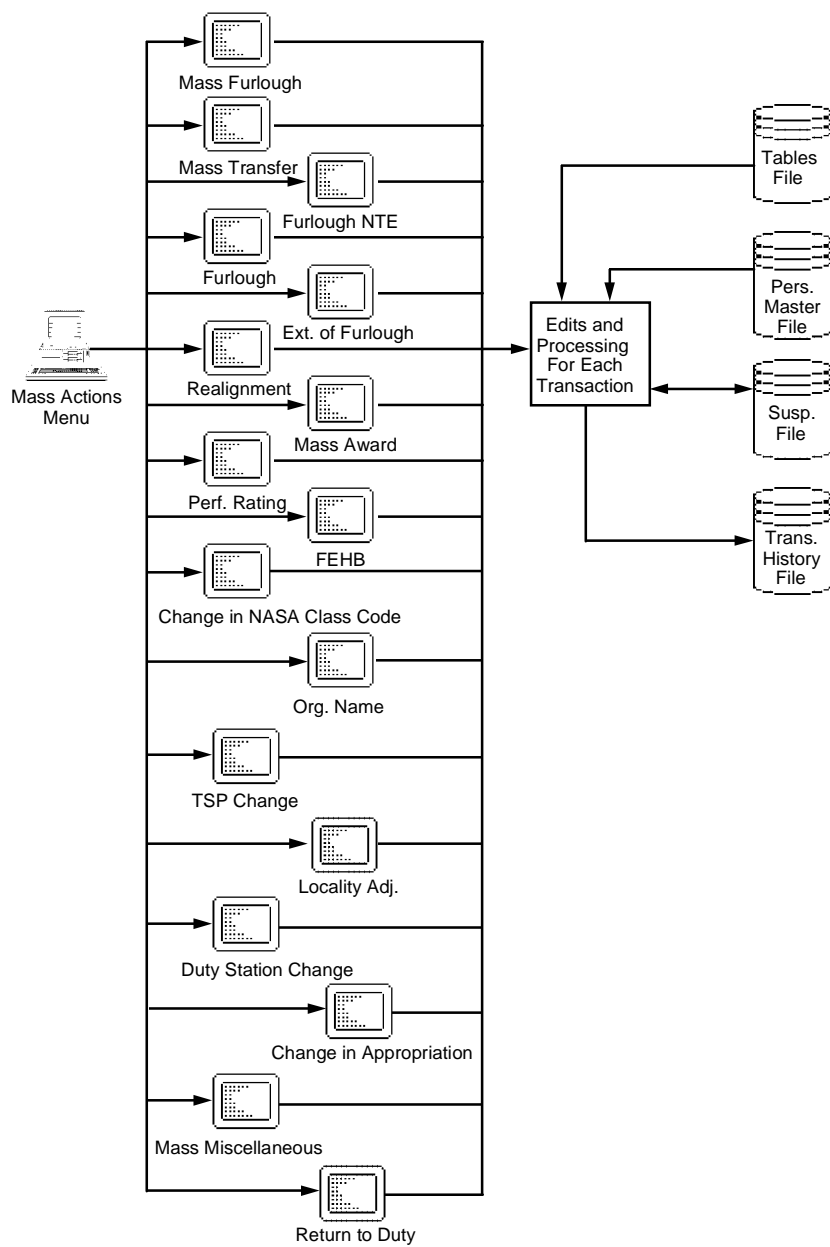 Mass Furlough
Mass Transfer
Furlough NTE
Furlough
Ext. of Furlough
Mass Actions
Menu
Realignment
Mass Award
Perf. Rating
FEHB
Change in NASA Class Code
Org. Name
TSP Change
Locality Adj.
Duty Station Change
Change in Appropriation
Mass Miscellaneous
Return to Duty
Edits and
Processing
For Each
Transaction
Tables
File
Pers.
Master
File
Susp.
File
Trans.
History
File